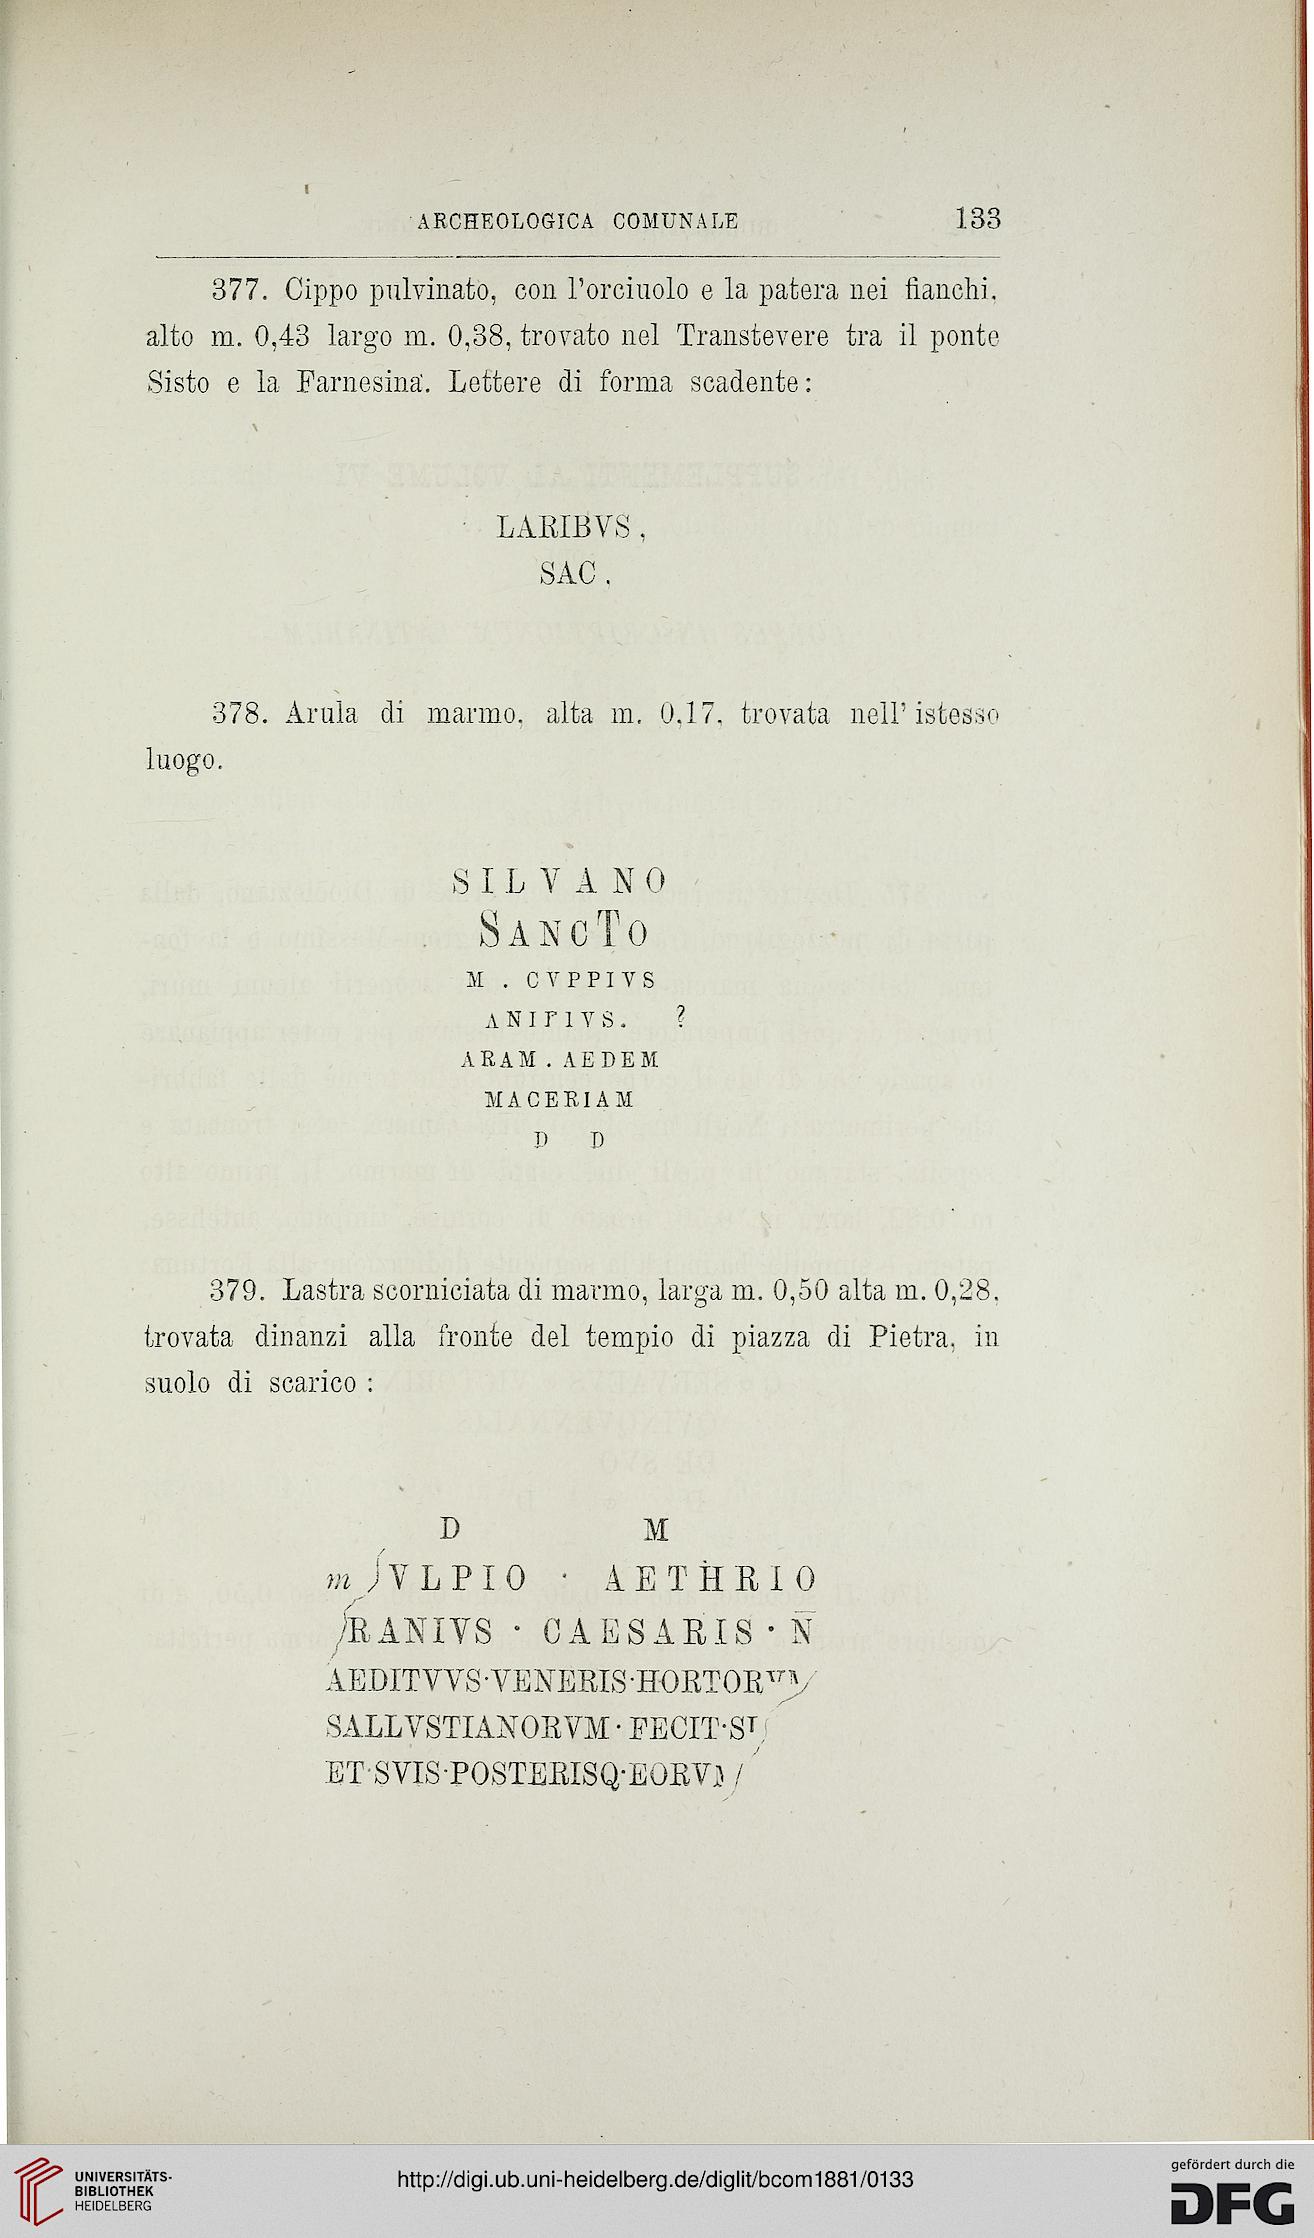 ARCHEOLOGICA COMUNALE 133
377. Cippo pulvinato, con l'orciuolo e la patera nei fianchi,
alto m. 0,43 largo m. 0,38, trovato nel Transtevere tra il ponte
Sisto e la Farnesina. Lettere di forma scadente:
LARIBVS,
SAC.
378. Arula di marmo, alta m. 0,17, trovata nell' istesso
luogo.
SILVANO
SANCTO
M . CVPPIVS
ARAM . AEDEM
MACERIAM
D D
379. Lastra scorniciata di marmo, larga m. 0,50 alta m. 0,28,
trovata dinanzi alla fronte del tempio di piazza di Pietra, in
suolo di scarico :
D M
m VLPIO · AETHRIO
RANIVS · CAESARIS · N̅
AEDITVVS·VENERIS·HORTORVM
SALLVSTIANORVM·FECIT·SI
ET·SVIS·POSTERISQ·EORVM
UNIVERSITÄTS-
BIBLIOTHEK
HEIDELBERG
http://digi.ub.uni-heidelberg.de/diglit/bcom1881/0133
gefördert durch die
DFG